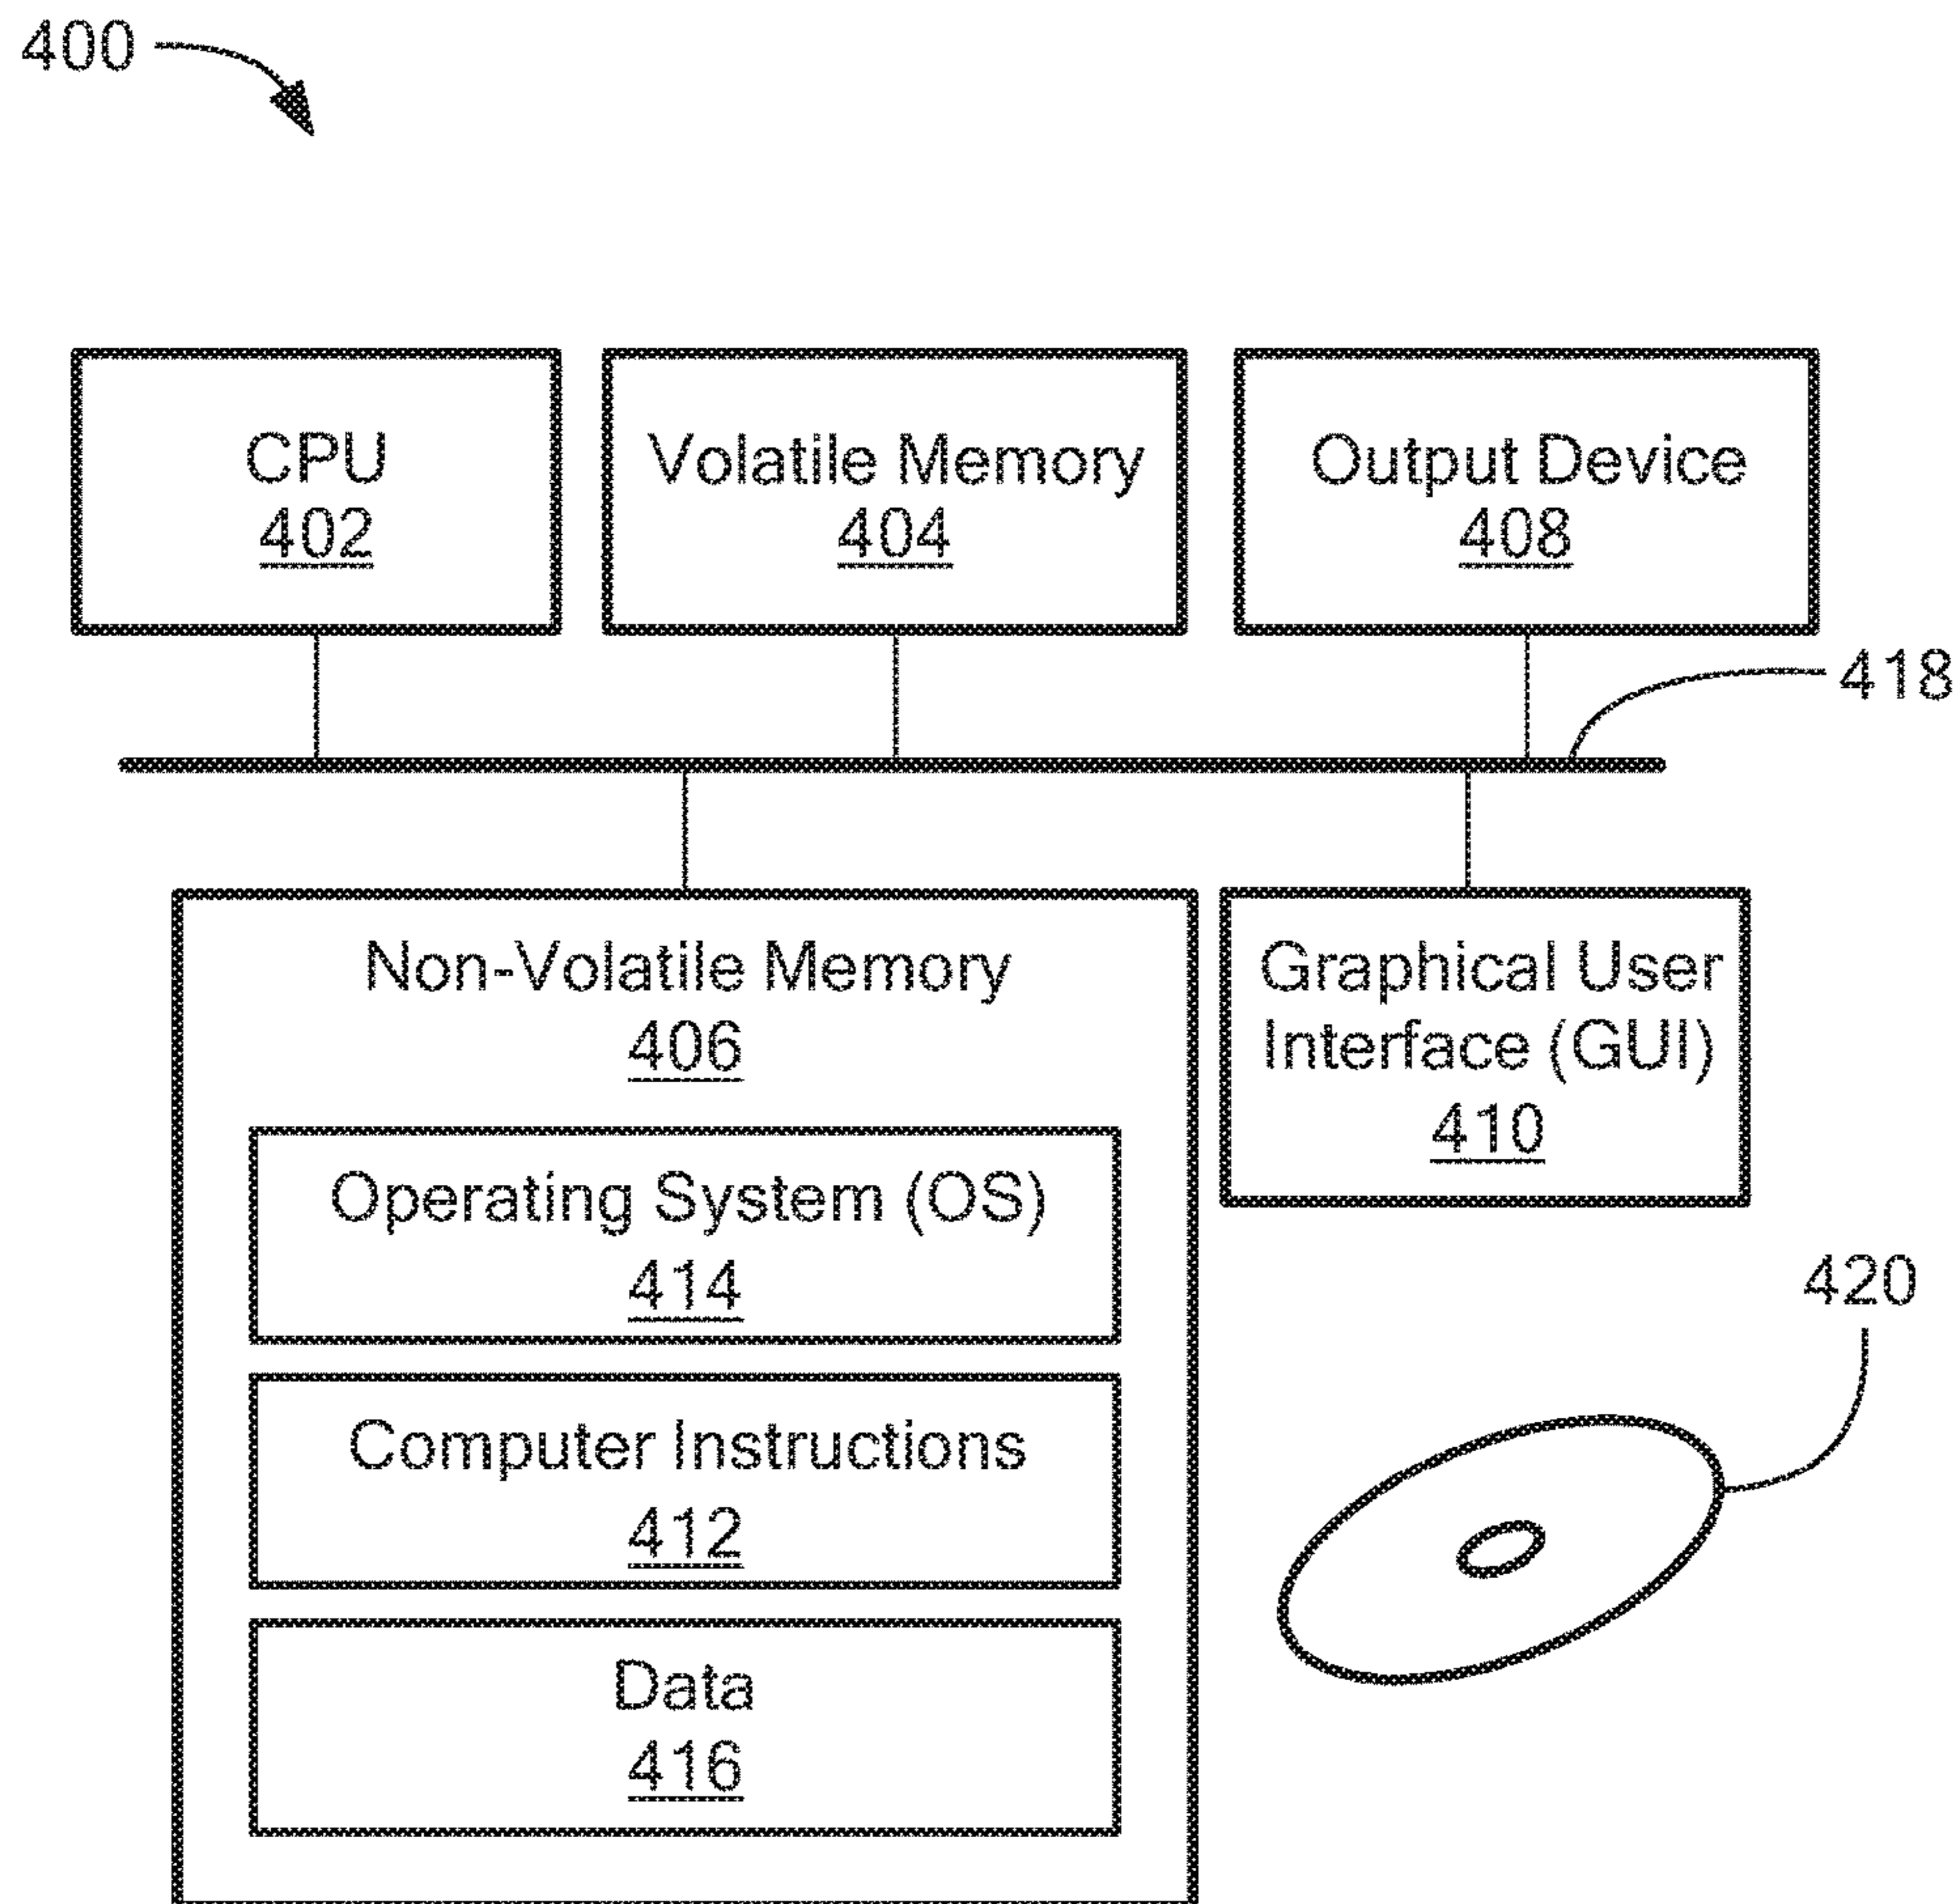 400
CPU
402
Volatile Memory
404
Output Device
408
418
Non-Volatile Memory
406
Graphical User
Interface (GUI)
410
Operating System (OS)
414
Computer Instructions
412
Data
416
420